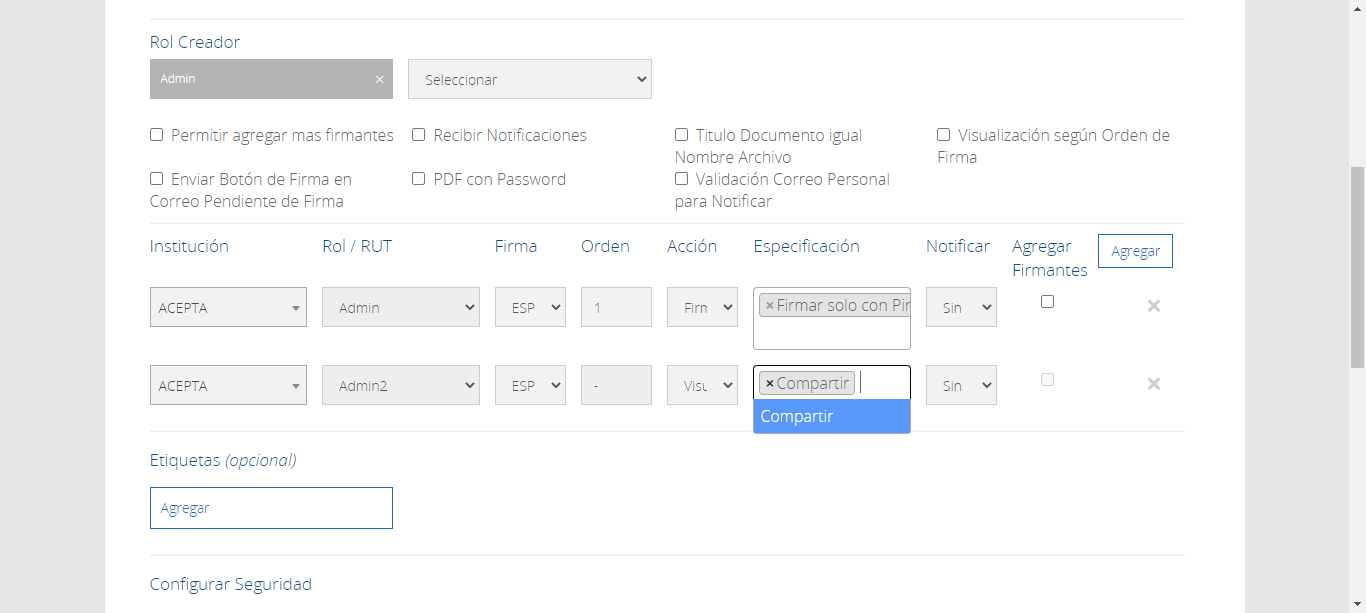 Rol Creador
Admin × Seleccionar
Permitir agregar mas firmantes Recibir Notificaciones Titulo Documento igual Visualización según Orden de
Nombre Archivo Firma
Enviar Botón de Firma en PDF con Password Validación Correo Personal
Correo Pendiente de Firma para Notificar
Institución Rol / RUT Firma Orden Acción Especificación Notificar Agregar Agregar
Firmantes
ACEPTA Admin ESP 1 Firm ×Firmar solo con Pin Sin ×
ACEPTA Admin2 ESP - Visu ×Compartir Sin ×
Compartir
Etiquetas (opcional)
Agregar
Configurar Seguridad